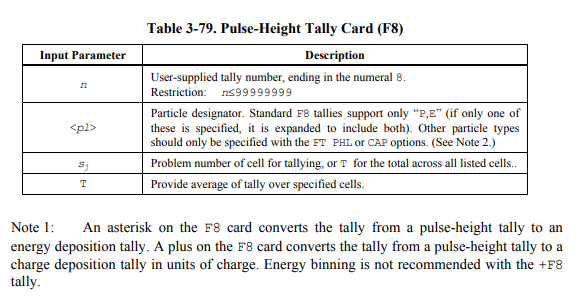 Table 3-79. Pulse-Height Tally Card (F8)
Input Parameter Description
n User-supplied tally number, ending in the numeral 8.
Restriction: n≤99999999
Particle designator. Standard F8 tallies support only “P,E” (if only one of
<pl> these is specified, it is expanded to include both). Other particle types
should only be specified with the FT PHL or CAP options. (See Note 2.)
sj Problem number of cell for tallying, or T for the total across all listed cells..
T Provide average of tally over specified cells.
Note 1: An asterisk on the F8 card converts the tally from a pulse-height tally to an
energy deposition tally. A plus on the F8 card converts the tally from a pulse-height tally to a
charge deposition tally in units of charge. Energy binning is not recommended with the +F8
tally.